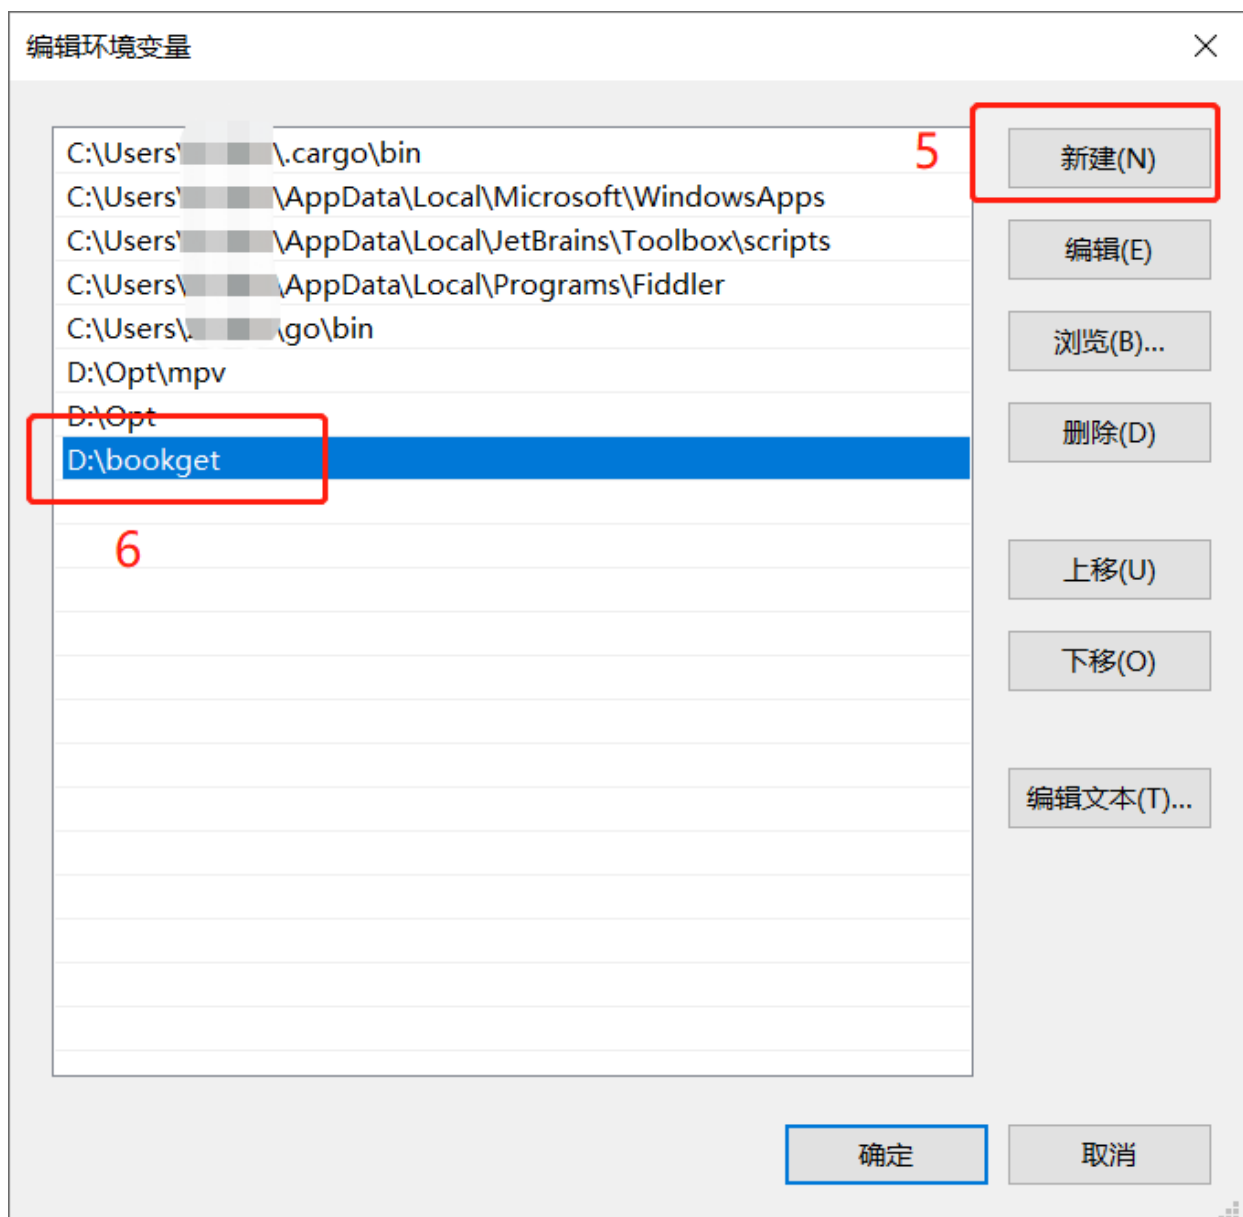 编辑环境变量
C:\Users\ \.cargo\bin
5
新建(N)
C:\Users\ \AppData\Local\Microsoft\WindowsApps
C:\Users\ \AppData\Local\JetBrains\Toolbox\scripts
编辑(E)
C:\Users\ \AppData\Local\Programs\Fiddler
C:\Users\ \go\bin
浏览(B)...
D:\Opt\mpv
D:\Opt
删除(D)
D:\bookget
6
上移(U)
下移(O)
编辑文本(T)...
确定
取消